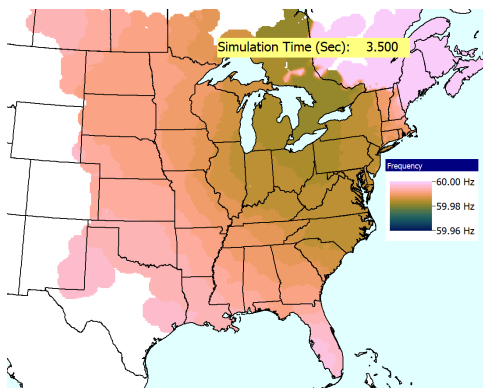 Simulation Time (Sec): 3.500
Frequency
60.00 Hz
59.98 Hz
59.96 Hz